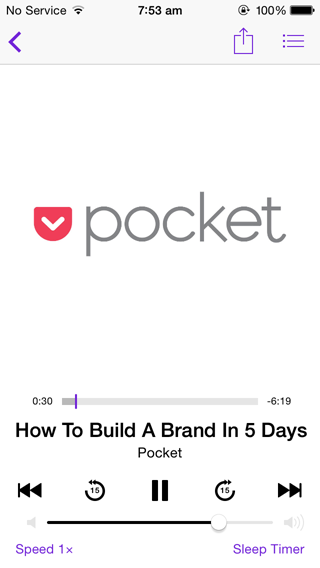 No Service 7:53 am 100%
pocket
0:30 -6:19
How To Build A Brand In 5 Days
Pocket
15 15
Speed 1× Sleep Timer